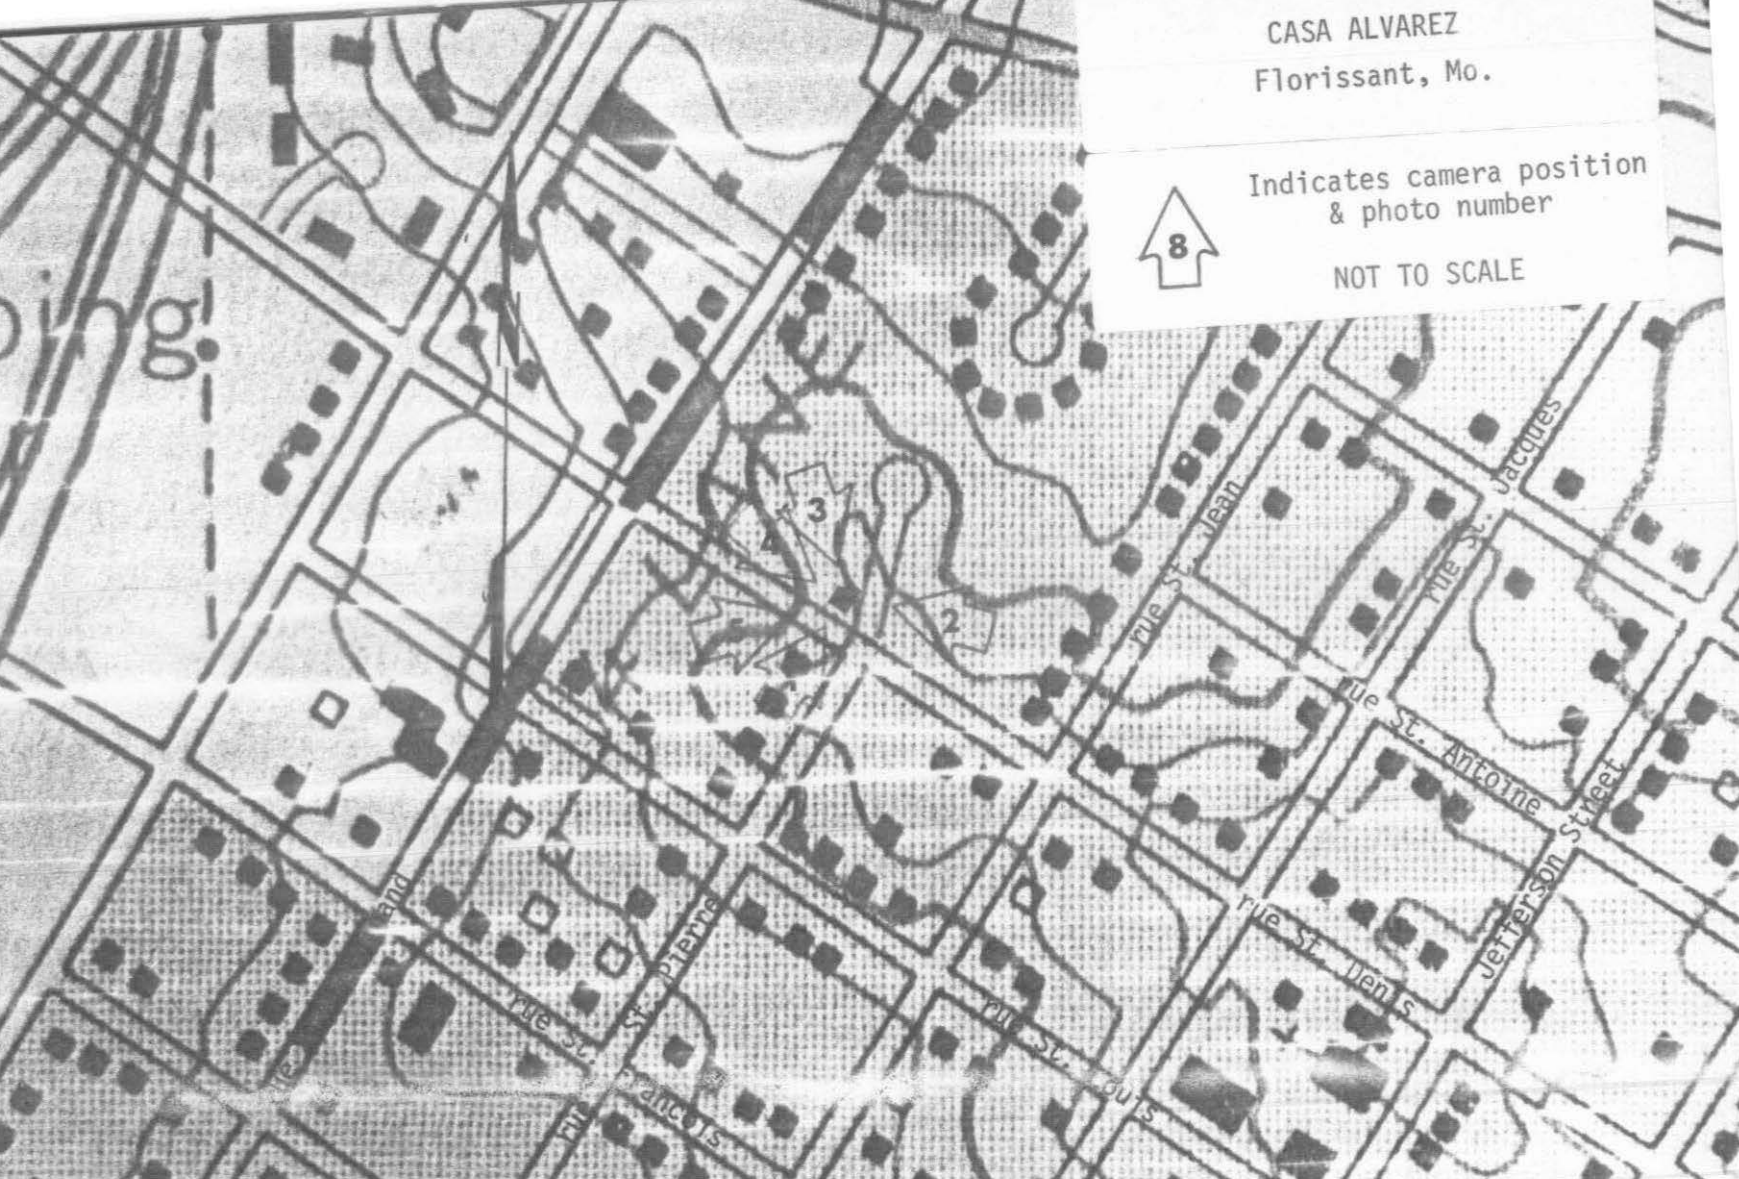 CASA ALVAREZ
Florissant, Mo.
Indicates camera position
& photo number
8
NOT TO SCALE
ing
N
3
4
2
rue St. Jean
rue St. Jacques
rue St. Antoine
Jefferson Street
rue St. Denis
and
St. Pierre
rue St.
Francois
rue St. Louis